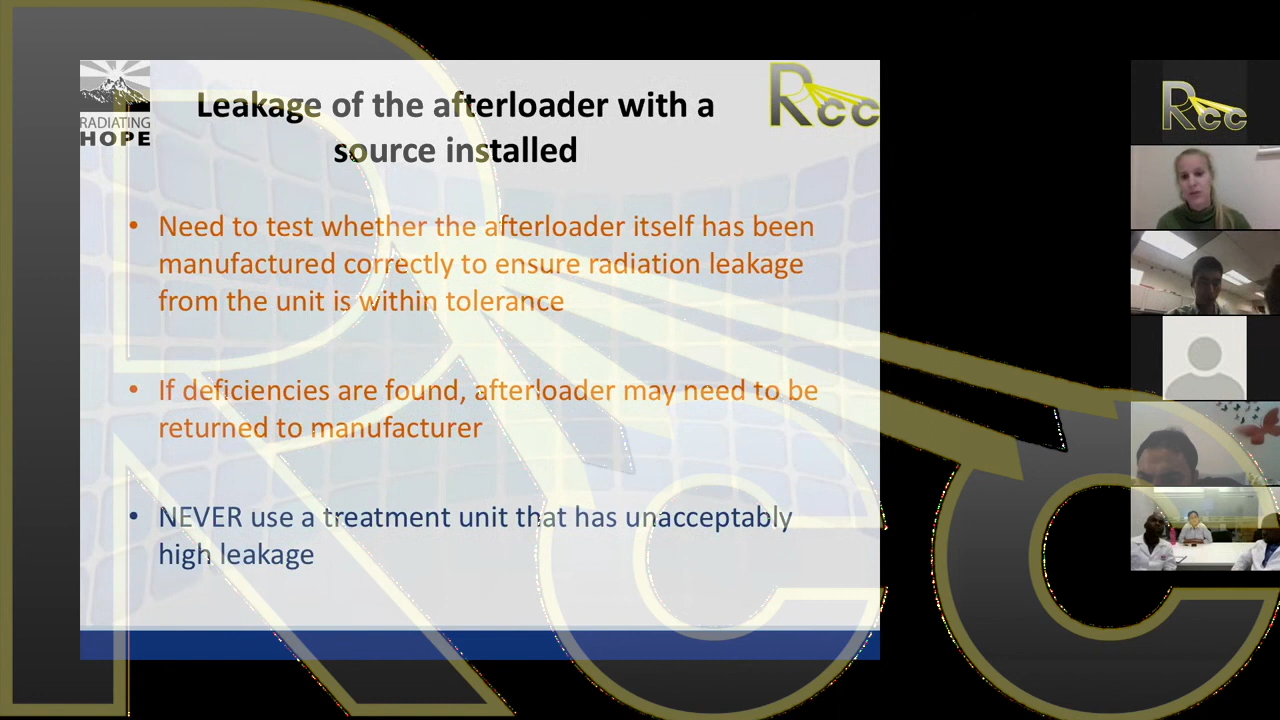 RADIATING
HOPE
Leakage of the afterloader with a
source installed
Rcc
• Need to test whether the afterloader itself has been
manufactured correctly to ensure radiation leakage
from the unit is within tolerance
• If deficiencies are found, afterloader may need to be
returned to manufacturer
• NEVER use a treatment unit that has unacceptably
high leakage
Rcc
Rcc